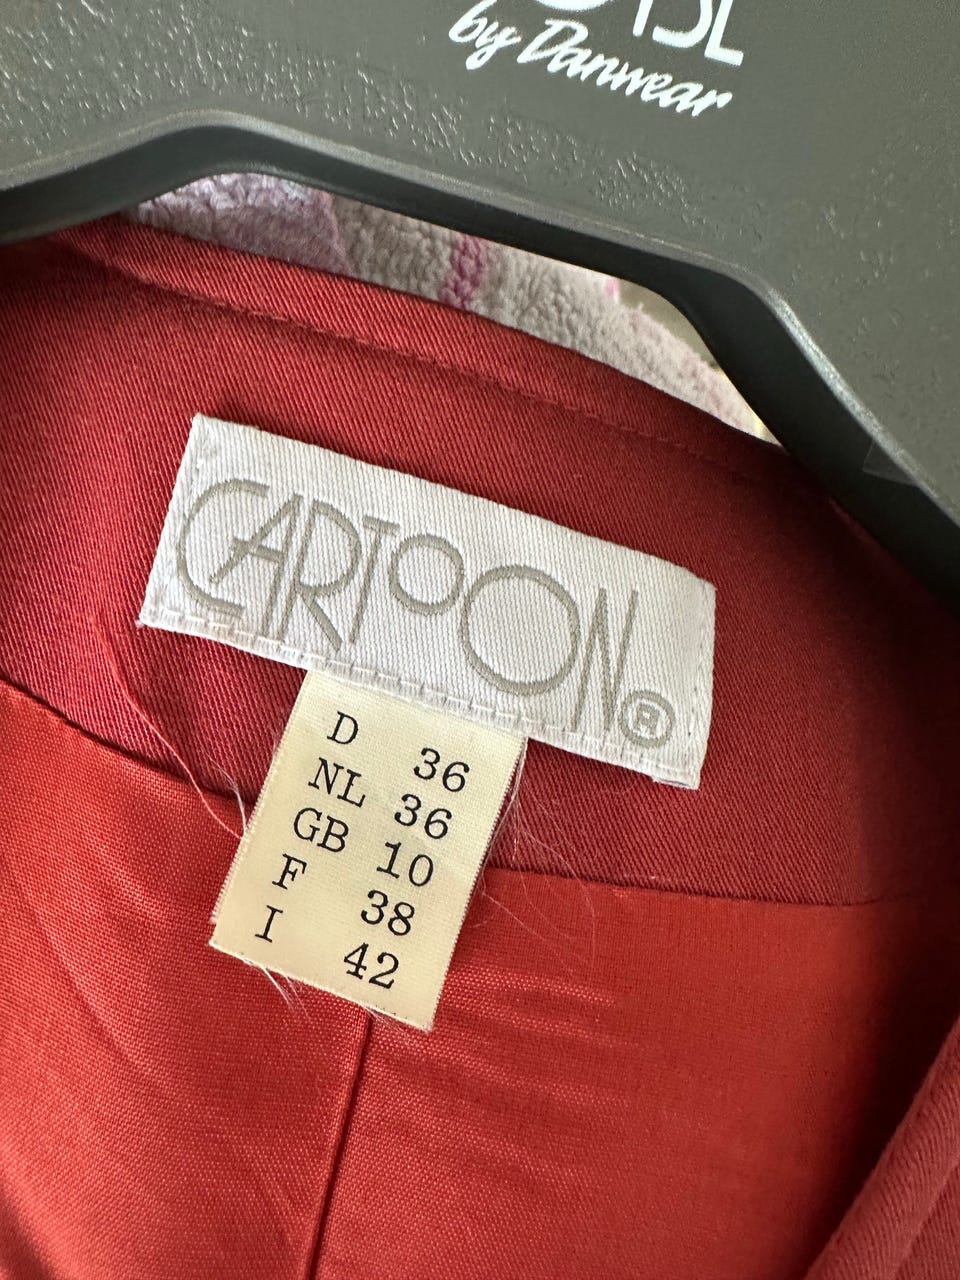 by Danwear
CARTOON®
D 36
NL 36
GB 10
F 38
I 42